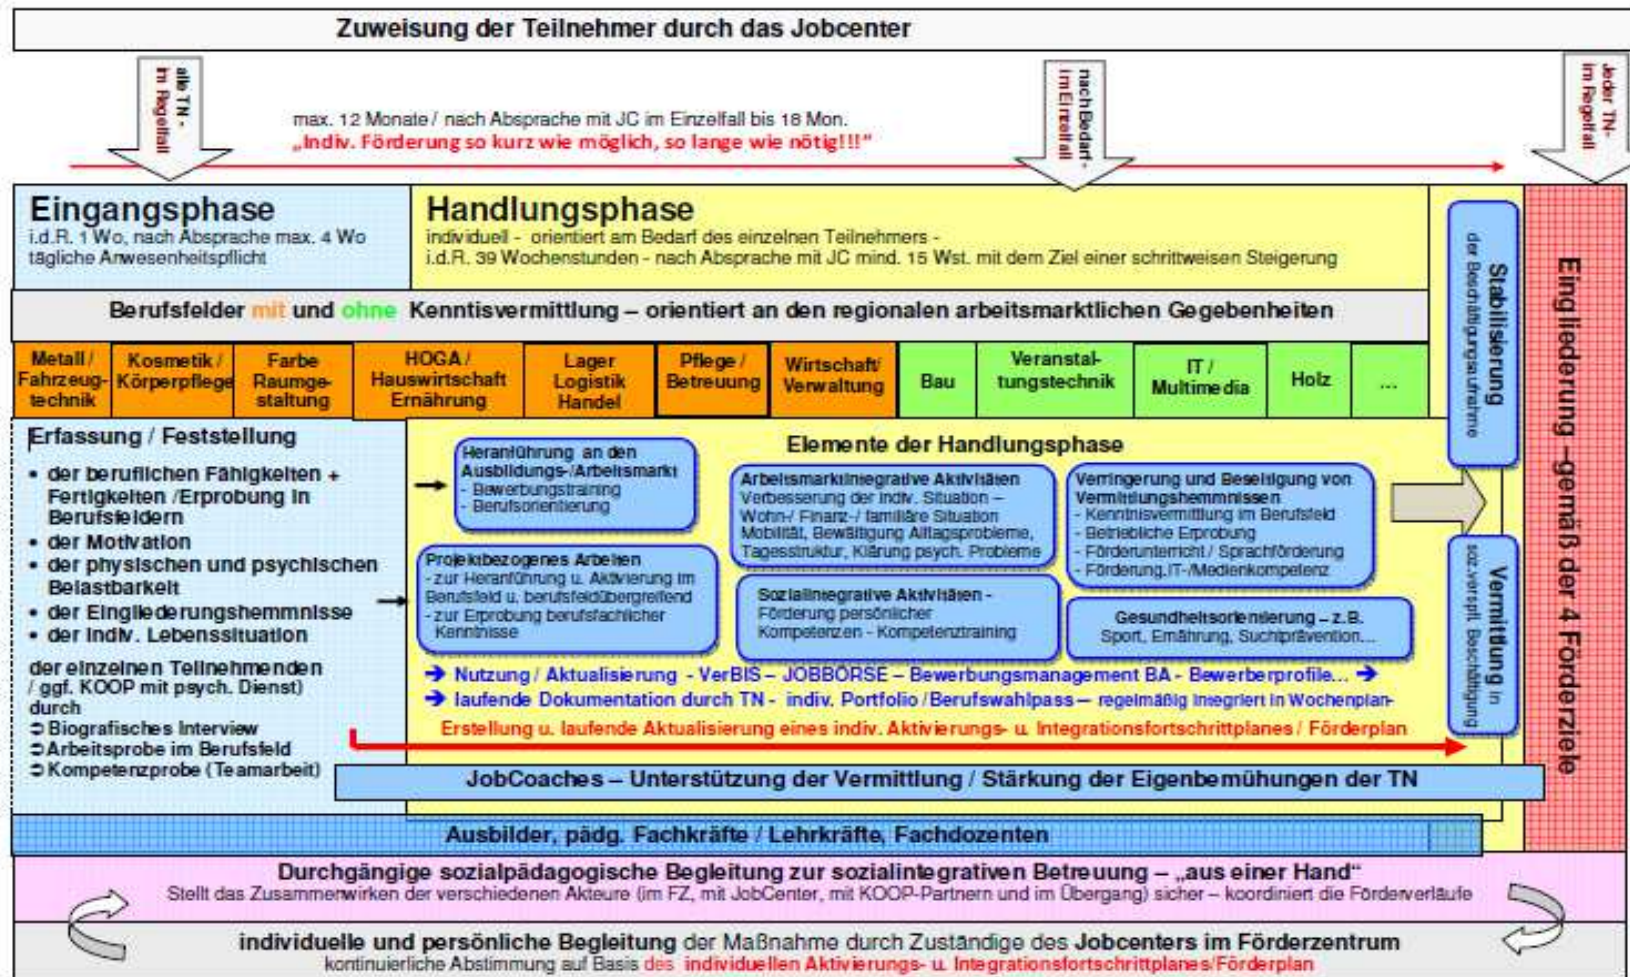 Zuweisung der Teilnehmer durch das Jobcenter
alle TN -
im Regelfall
max. 12 Monate / nach Absprache mit JC im Einzelfall bis 18 Mon.
„Indiv. Förderung so kurz wie möglich, so lange wie nötig!!!"
nach Bedarf -
im Einzelfall
Jeder TN-
im Regelfall
Eingangsphase
i.d.R. 1 Wo, nach Absprache max. 4 Wo
tägliche Anwesenheitspflicht
Handlungsphase
individuell - orientiert am Bedarf des einzelnen Teilnehmers -
i.d.R. 39 Wochenstunden - nach Absprache mit JC mind. 15 Wst. mit dem Ziel einer schrittweisen Steigerung
Berufsfelder mit und ohne Kenntisvermittlung – orientiert an den regionalen arbeitsmarktlichen Gegebenheiten
Metall /
Fahrzeug-
technik
Kosmetik /
Körperpflege
Farbe
Raumge-
staltung
HOGA /
Hauswirtschaft
Ernährung
Lager
Logistik
Handel
Pflege /
Betreuung
Wirtschaft/
Verwaltung
Bau
Veranstal-
tungstechnik
IT /
Multimedia
Holz
...
Erfassung / Feststellung
• der beruflichen Fähigkeiten +
Fertigkeiten /Erprobung in
Berufsfeldern
• der Motivation
• der physischen und psychischen
Belastbarkeit
• der Eingliederungshemmnisse
• der indiv. Lebenssituation
der einzelnen Teilnehmenden
/ ggf. KOOP mit psych. Dienst)
durch
➲ Biografisches Interview
➲ Arbeitsprobe im Berufsfeld
➲ Kompetenzprobe (Teamarbeit)
Elemente der Handlungsphase
Heranführung an den
Ausbildungs-/Arbeitsmarkt
- Bewerbungstraining
- Berufsorientierung
Projektbezogenes Arbeiten
- zur Heranführung u. Aktivierung im
Berufsfeld u. berufsfeldübergreifend
- zur Erprobung berufsfachlicher
Kenntnisse
Arbeitsmarktintegrative Aktivitäten
Verbesserung der indiv. Situation –
Wohn-/ Finanz-/ familiäre Situation
Mobilität, Bewältigung Alltagsprobleme,
Tagesstruktur, Klärung psych. Probleme
Sozialintegrative Aktivitäten -
Förderung persönlicher
Kompetenzen - Kompetenztraining
Verringerung und Beseitigung von
Vermittlungshemmnissen
- Kenntnisvermittlung im Berufsfeld
- Betriebliche Erprobung
- Förderunterricht / Sprachförderung
- Förderung.IT-/Medienkompetenz
Gesundheitsorientierung – z.B.
Sport, Ernährung, Suchtprävention...
➔ Nutzung / Aktualisierung - VerBIS – JOBBÖRSE – Bewerbungsmanagement BA - Bewerberprofile... ➔
➔ laufende Dokumentation durch TN - indiv. Portfolio / Berufswahlpass – regelmäßig integriert in Wochenplan-
Erstellung u. laufende Aktualisierung eines indiv. Aktivierungs- u. Integrationsfortschrittplanes / Förderplan
Stabilisierung
der Beschäftigungsaufnahme
Vermittlung in
soz.verspfl. Beschäftigung
Eingliederung –gemäß der 4 Förderziele
JobCoaches – Unterstützung der Vermittlung / Stärkung der Eigenbemühungen der TN
Ausbilder, pädg. Fachkräfte / Lehrkräfte, Fachdozenten
Durchgängige sozialpädagogische Begleitung zur sozialintegrativen Betreuung – „aus einer Hand"
Stellt das Zusammenwirken der verschiedenen Akteure (im FZ, mit JobCenter, mit KOOP-Partnern und im Übergang) sicher – koordiniert die Förderverläufe
individuelle und persönliche Begleitung der Maßnahme durch Zuständige des Jobcenters im Förderzentrum
kontinuierliche Abstimmung auf Basis des individuellen Aktivierungs- u. Integrationsfortschrittplanes/Förderplan